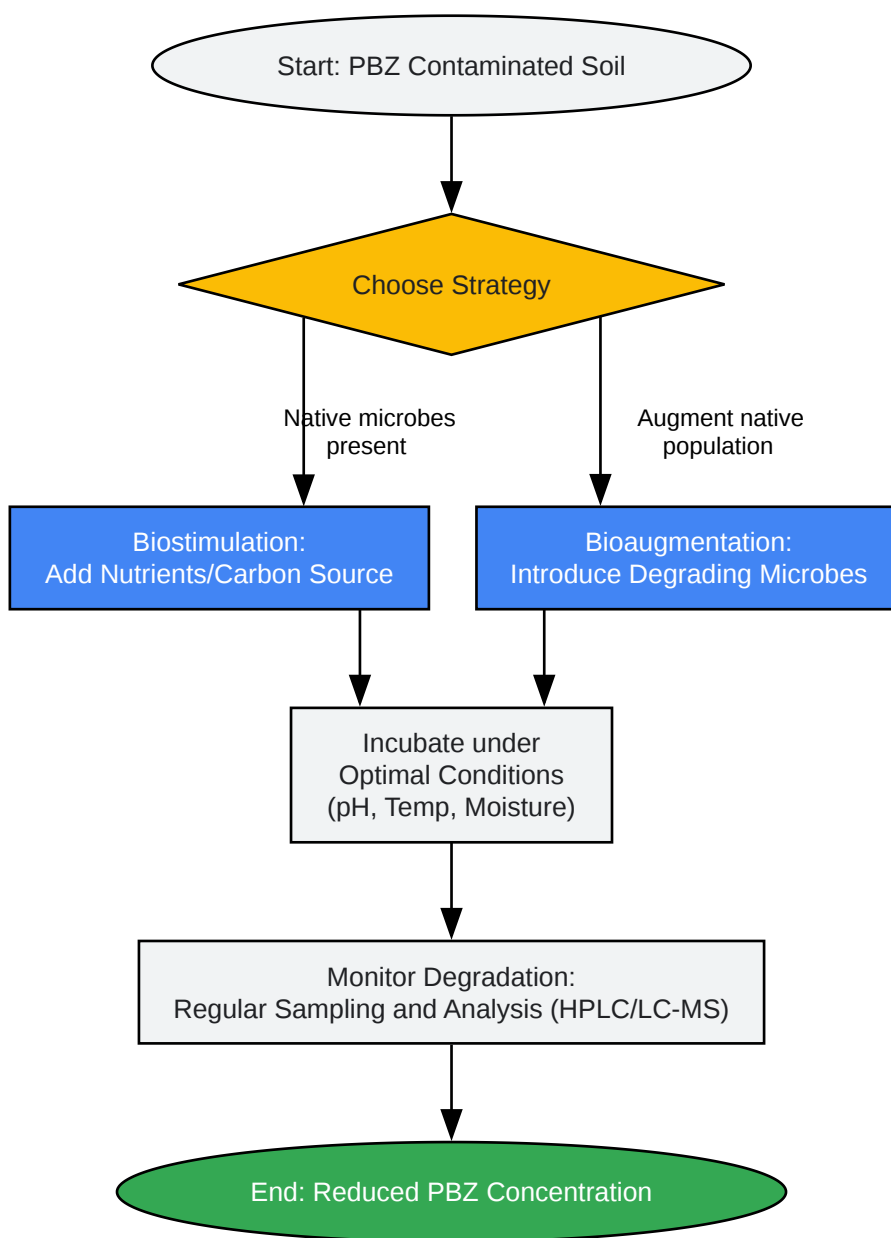 Start: PBZ Contaminated Soil
Choose Strategy
Native microbes
present
Augment native
population
Biostimulation:
Add Nutrients/Carbon Source
Bioaugmentation:
Introduce Degrading Microbes
Incubate under
Optimal Conditions
(pH, Temp, Moisture)
Monitor Degradation:
Regular Sampling and Analysis (HPLC/LC-MS)
End: Reduced PBZ Concentration